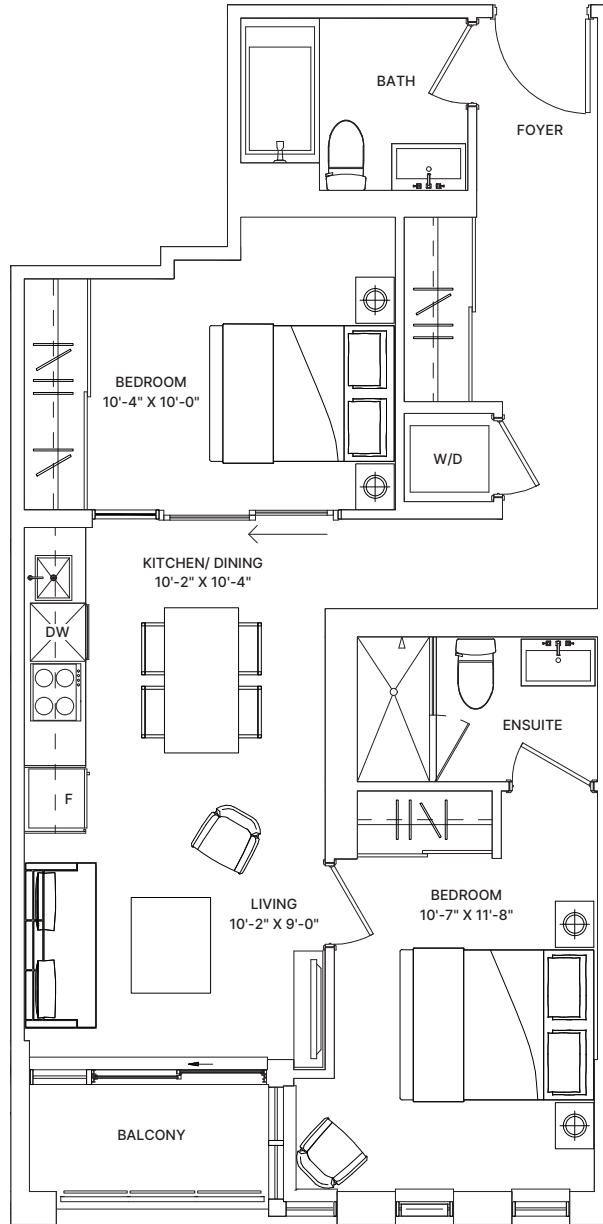 BATH
FOYER
BEDROOM
10'-4" X 10'-0"
W/D
KITCHEN/ DINING
10'-2" X 10'-4"
DW
ENSUITE
F
LIVING
10'-2" X 9'-0"
BEDROOM
10'-7" X 11'-8"
BALCONY